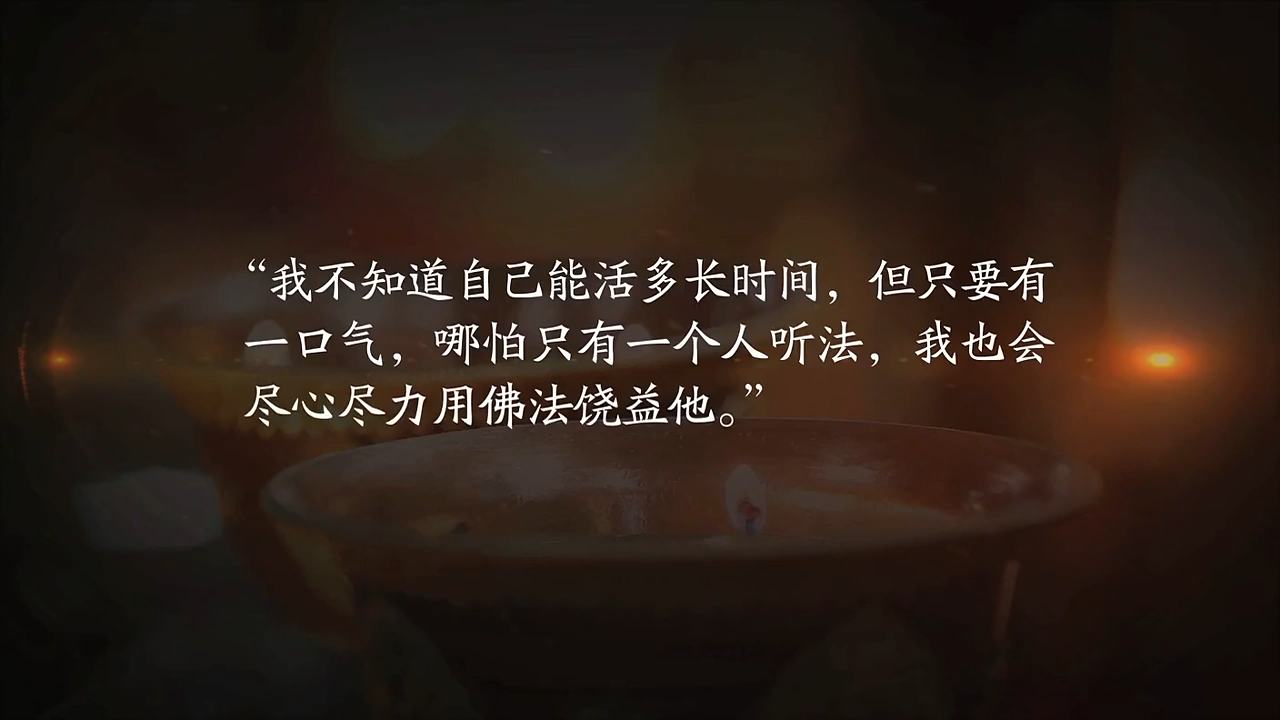 “我不知道自己能活多长时间，但只要有
一口气，哪怕只有一个人听法，我也会
尽心尽力用佛法饶益他。”